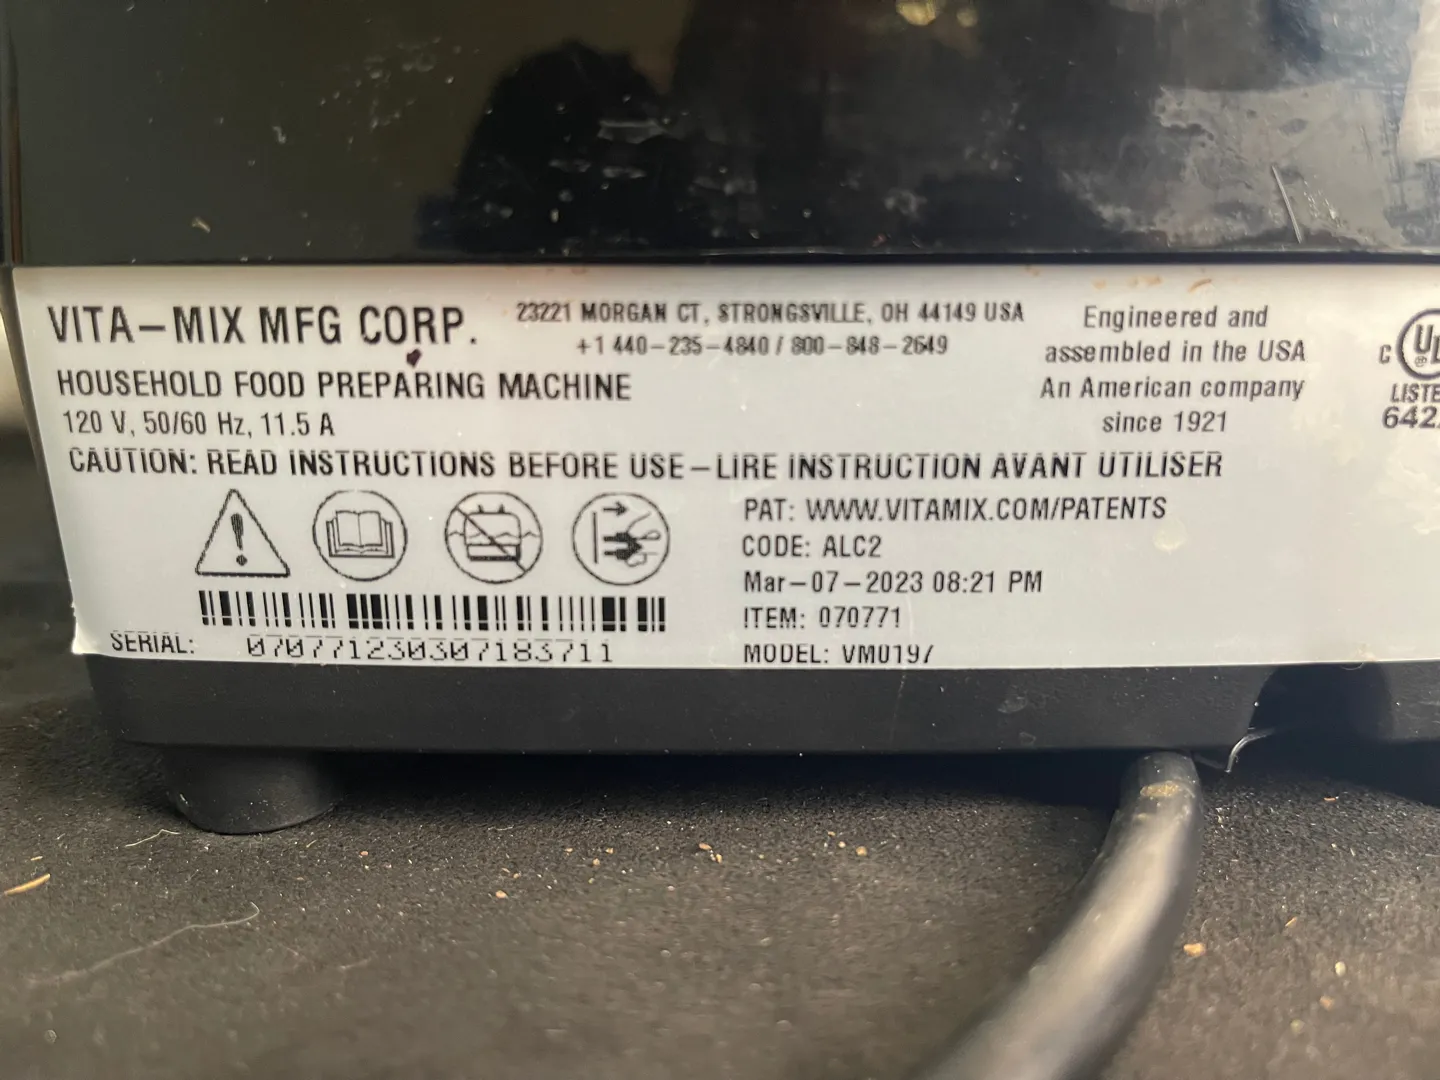 VITA-MIX MFG CORP.
23221 MORGAN CT, STRONGSVILLE, OH 44149 USA
+1 440-235-4840 / 800-848-2649
HOUSEHOLD FOOD PREPARING MACHINE
120 V, 50/60 Hz, 11.5 A
Engineered and
assembled in the USA
An American company
since 1921
C UL
LISTE
642
CAUTION: READ INSTRUCTIONS BEFORE USE-LIRE INSTRUCTION AVANT UTILISER
PAT: WWW.VITAMIX.COM/PATENTS
CODE: ALC2
Mar-07-2023 08:21 PM
ITEM: 070771
MODEL: VM0197
SERIAL: 070771230307183711